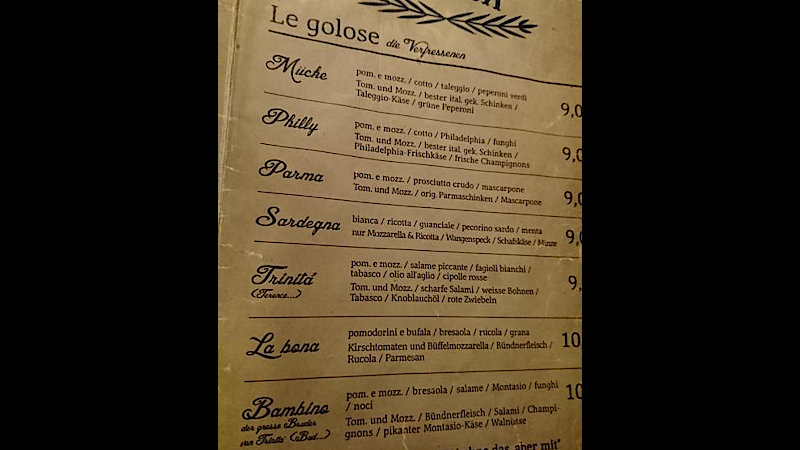 Le golose die Verfressenen
Mücke
pom. e mozz. / cotto / taleggio / peperoni verdi
Tom. und Mozz. / bester ital. gek. Schinken /
Taleggio-Käse / grüne Peperoni
9,0
Philly
pom. e mozz. / cotto / Philadelphia / funghi
Tom. und Mozz. / bester ital. gek. Schinken /
Philadelphia-Frischkäse / frische Champignons
9,0
Parma
pom. e mozz. / prosciutto crudo / mascarpone
Tom. und Mozz. / orig. Parmaschinken / Mascarpone
9,0
Sardegna
bianca / ricotta / guanciale / pecorino sardo / menta
nur Mozzarella & Ricotta / Wangenspeck / Schafskäse / Minze
9,0
Trinitá
(Terence...)
pom. e mozz. / salame piccante / fagioli bianchi /
tabasco / olio all'aglio / cipolle rosse
Tom. und Mozz. / scharfe Salami / weisse Bohnen /
Tabasco / Knoblauchöl / rote Zwiebeln
9,
La bona
pomodorini e bufala / bresaola / rucola / grana
Kirschtomaten und Büffelmozzarella / Bündnerfleisch /
Rucola / Parmesan
10
Bambino
der grosse Bruder
von Trinitá (Bud...)
pom. e mozz. / bresaola / salame / Montasio / funghi
/ noci
Tom. und Mozz. / Bündnerfleisch / Salami / Champi-
gnons / pikanter Montasio-Käse / Walnüsse
10
das, aber mit"